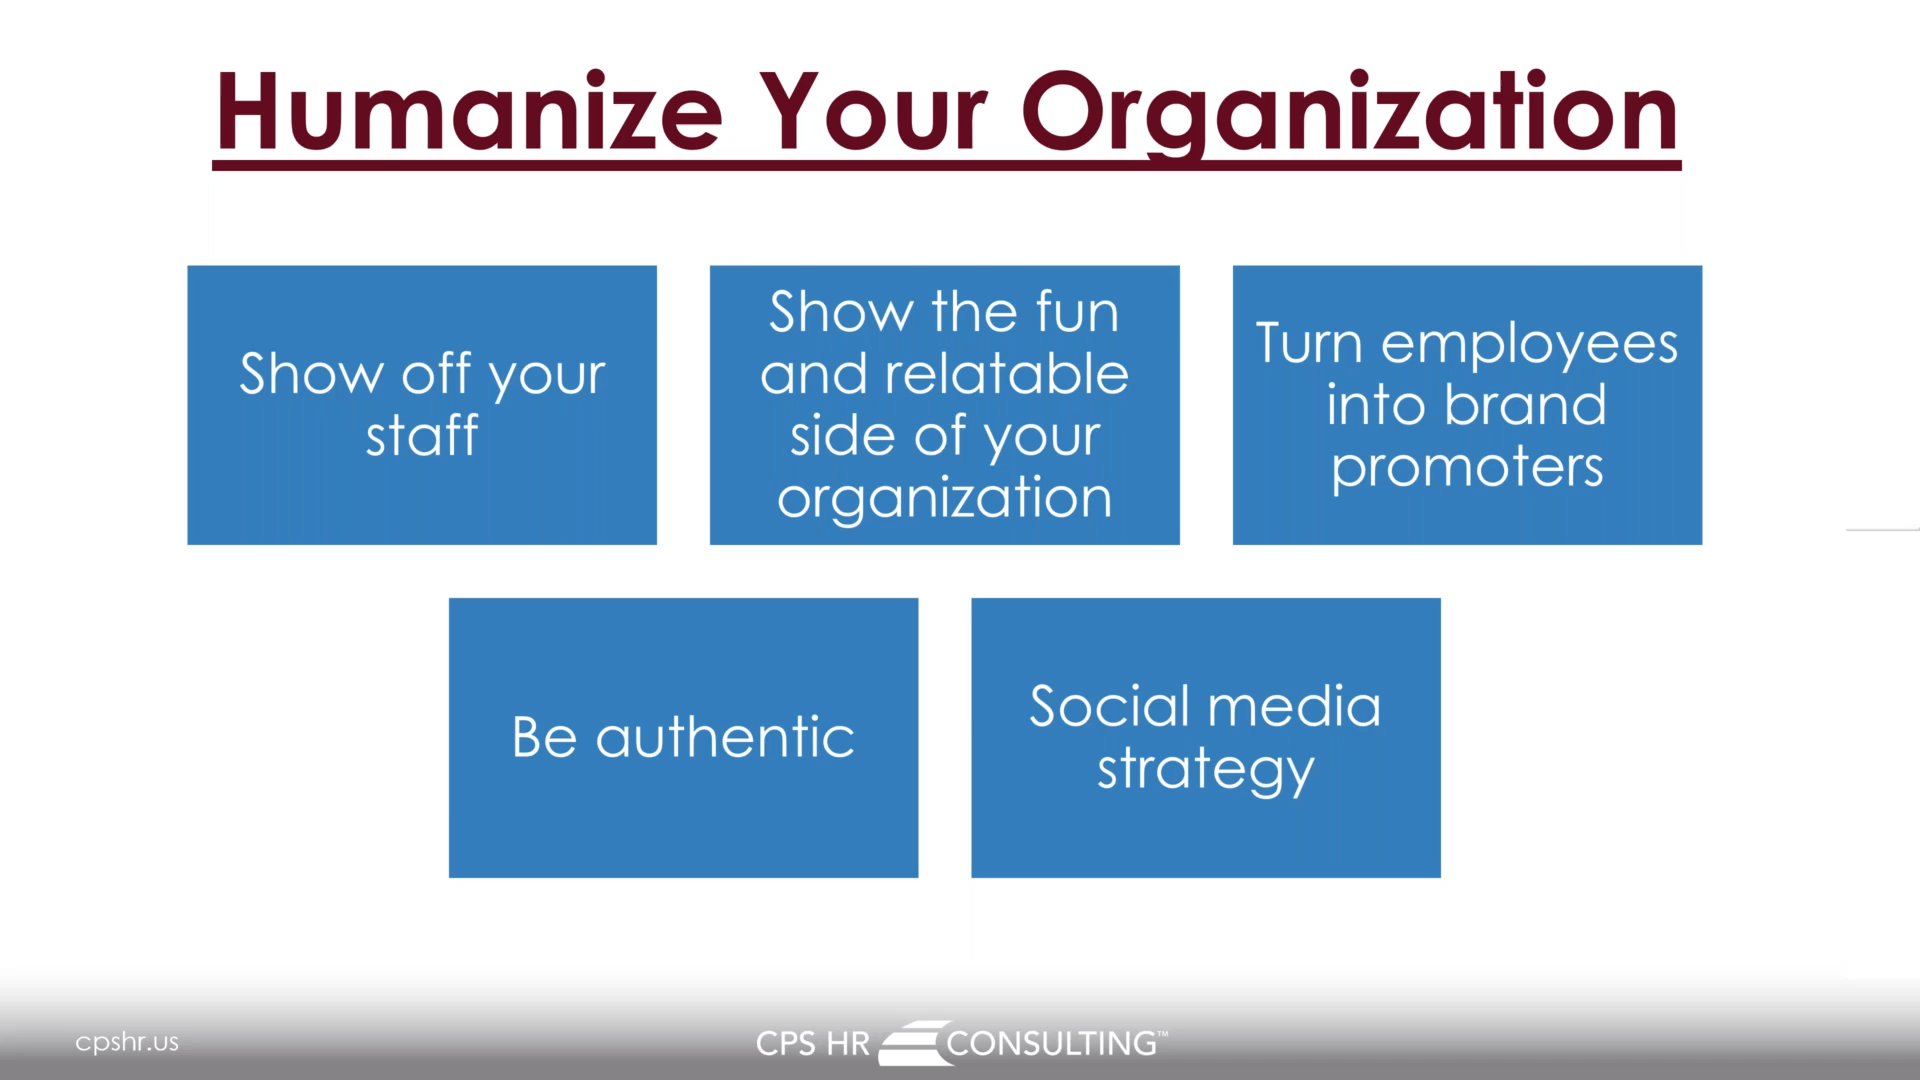 Humanize Your Organization
Show off your
staff
Show the fun
and relatable
side of your
organization
Turn employees
into brand
promoters
Be authentic
Social media
strategy
cpshr.us
CPS HR CONSULTING™